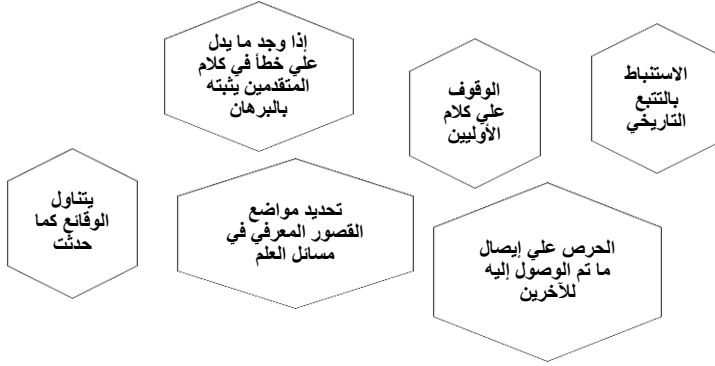 الاستنباط
بالتتبع
التاريخي
الوقوف
علي كلام
الأوليين
إذا وجد ما يدل
علي خطأ في كلام
المتقدمين يثبته
بالبرهان
الحرص علي إيصال
ما تم الوصول إليه
للآخرين
تحديد مواضع
القصور المعرفي في
مسائل العلم
يتناول
الوقائع كما
حدثت